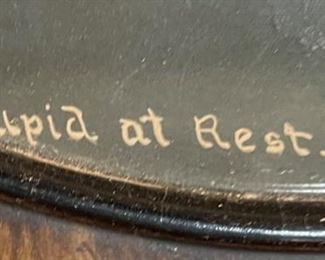 upid at Rest.